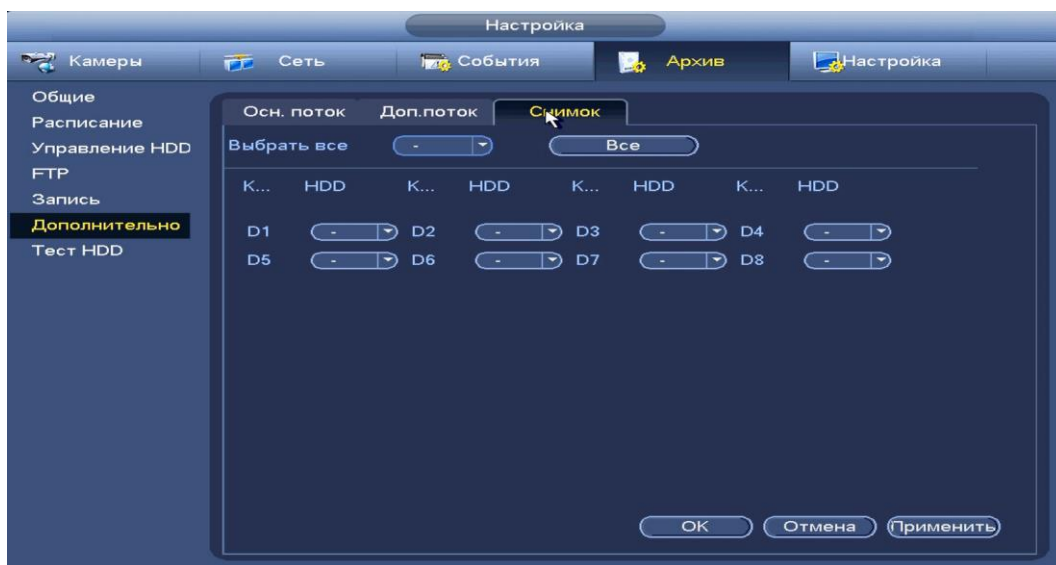 Настройка
Камеры Сеть События Архив Настройка
Общие
Расписание
Управление HDD
FTP
Запись
Дополнительно
Тест HDD
Осн. поток Доп.поток Снимок
Выбрать все - Все
К... HDD К... HDD К... HDD К... HDD
D1 - D2 - D3 - D4 -
D5 - D6 - D7 - D8 -
OK Отмена Применить